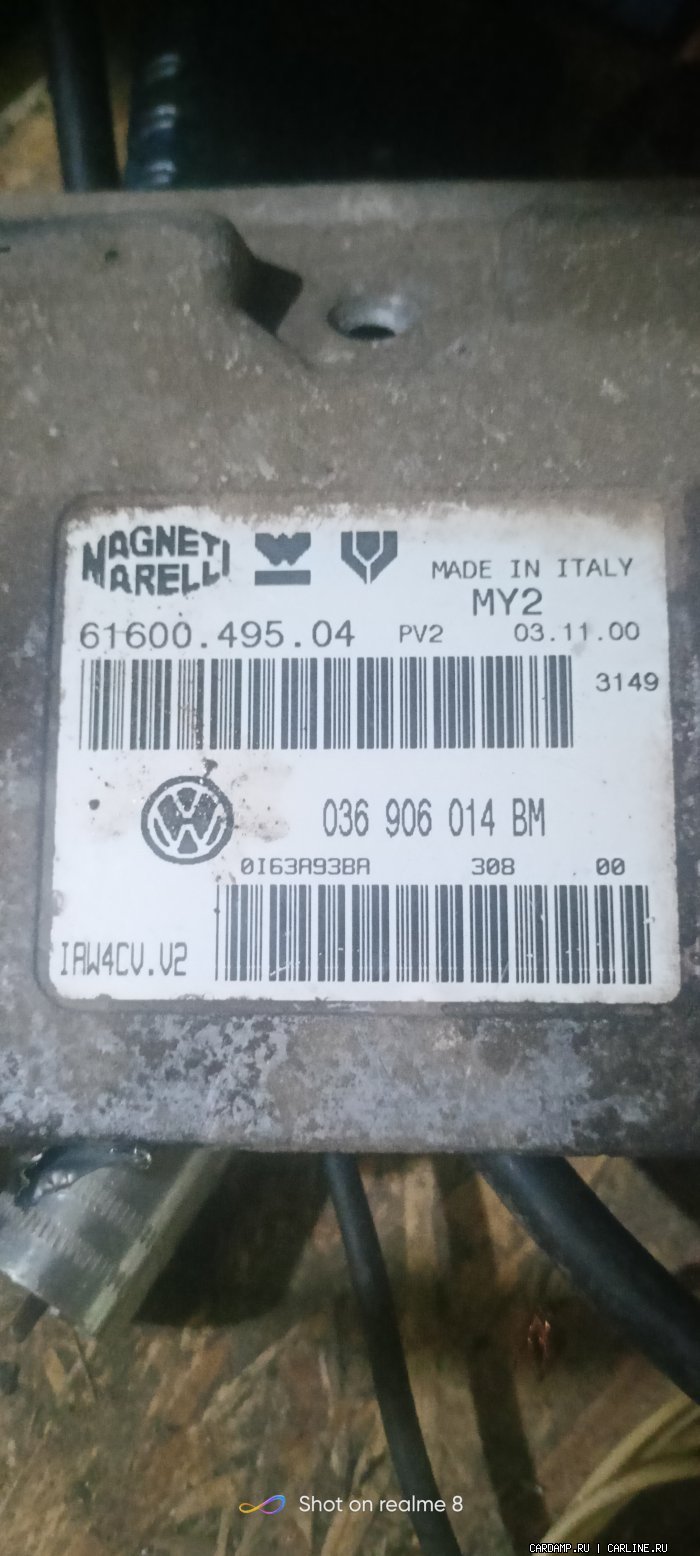 MAGNETI
MARELLI
MADE IN ITALY
MY2
61600.495.04 PV2 03.11.00
3149
036 906 014 BM
0I63A93BA 308 00
IAW4CV.V2
Shot on realme 8
CARDAMP.RU | CARLINE.RU